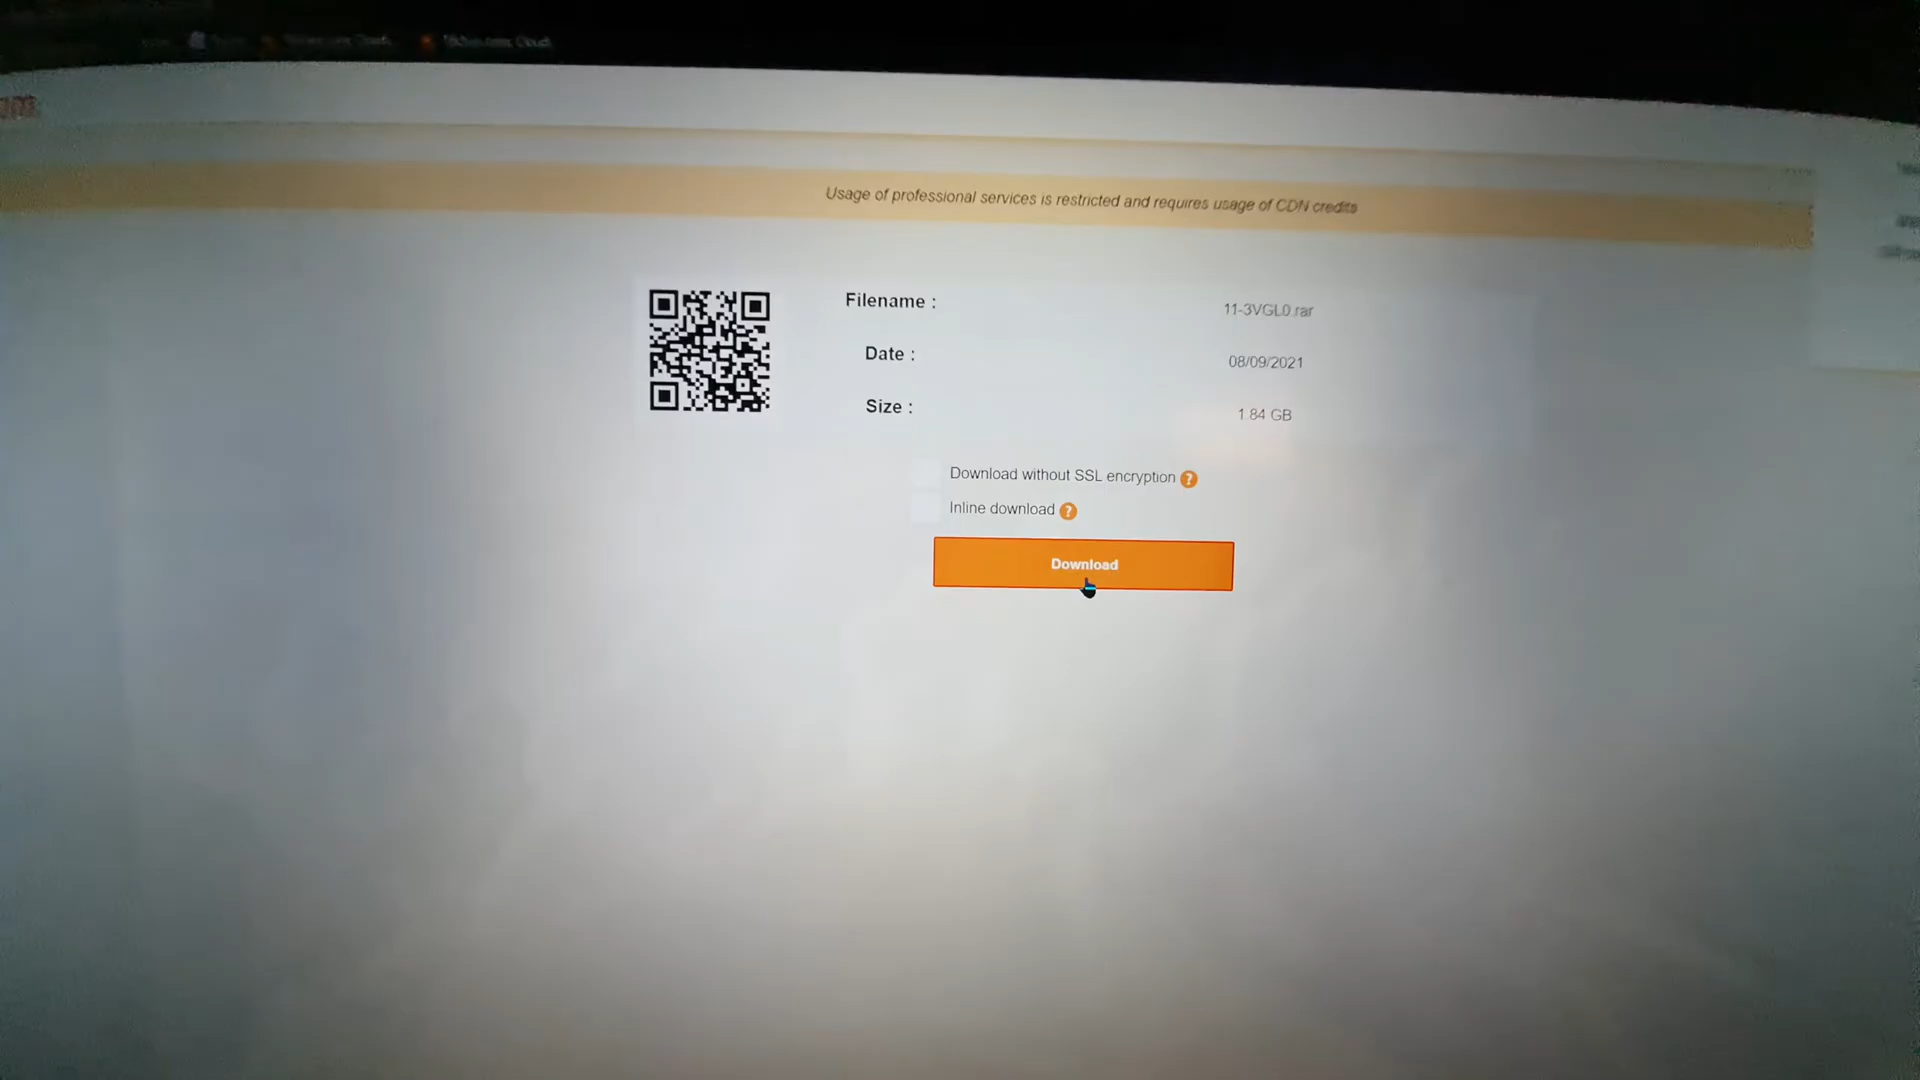 Usage of professional services is restricted and requires usage of CDN credits
Filename :
11-3VGL0.rar
Date :
08/09/2021
Size :
1.84 GB
Download without SSL encryption ?
Inline download ?
Download